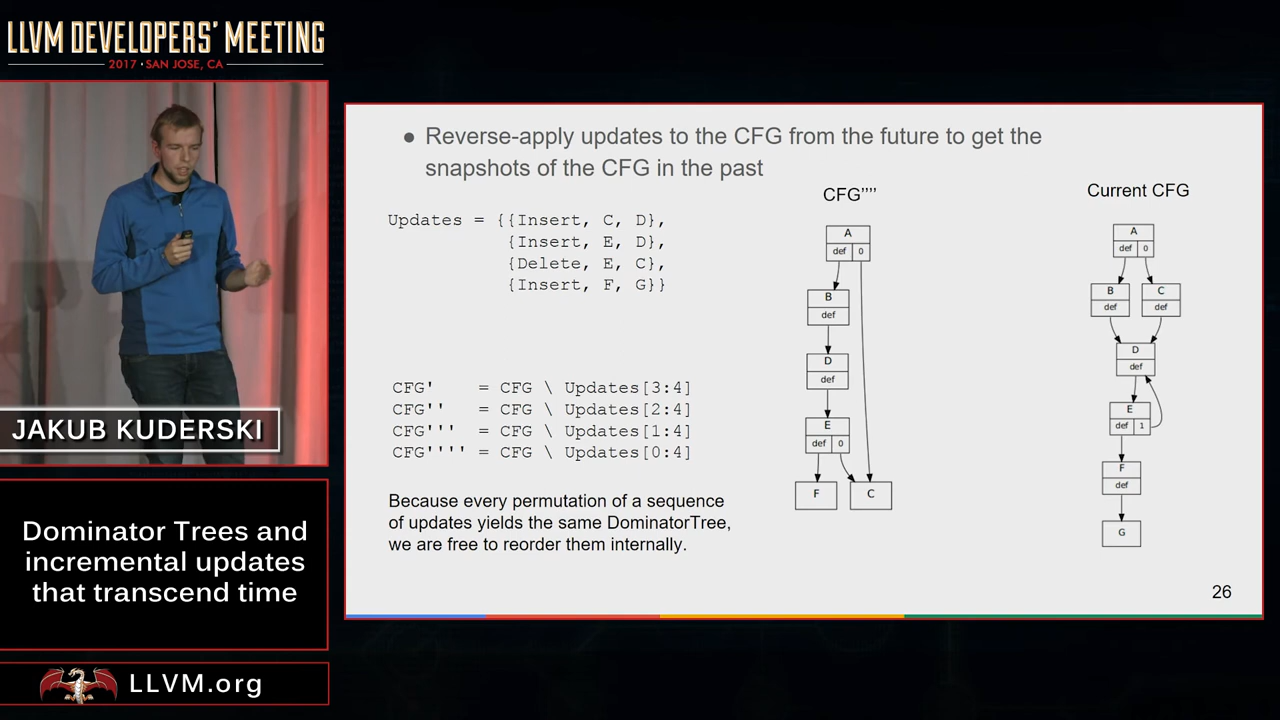 LLVM DEVELOPERS' MEETING
2017 • SAN JOSE, CA
JAKUB KUDERSKI
Dominator Trees and
incremental updates
that transcend time
LLVM.org
● Reverse-apply updates to the CFG from the future to get the
snapshots of the CFG in the past
Updates = {{Insert, C, D},
{Insert, E, D},
{Delete, E, C},
{Insert, F, G}}
CFG' = CFG \ Updates[3:4]
CFG'' = CFG \ Updates[2:4]
CFG''' = CFG \ Updates[1:4]
CFG'''' = CFG \ Updates[0:4]
Because every permutation of a sequence
of updates yields the same DominatorTree,
we are free to reorder them internally.
CFG''''
A
def 0
B
def
D
def
E
def 0
F C
Current CFG
A
def 0
B C
def def
D
def
E
def 1
F
def
G
26